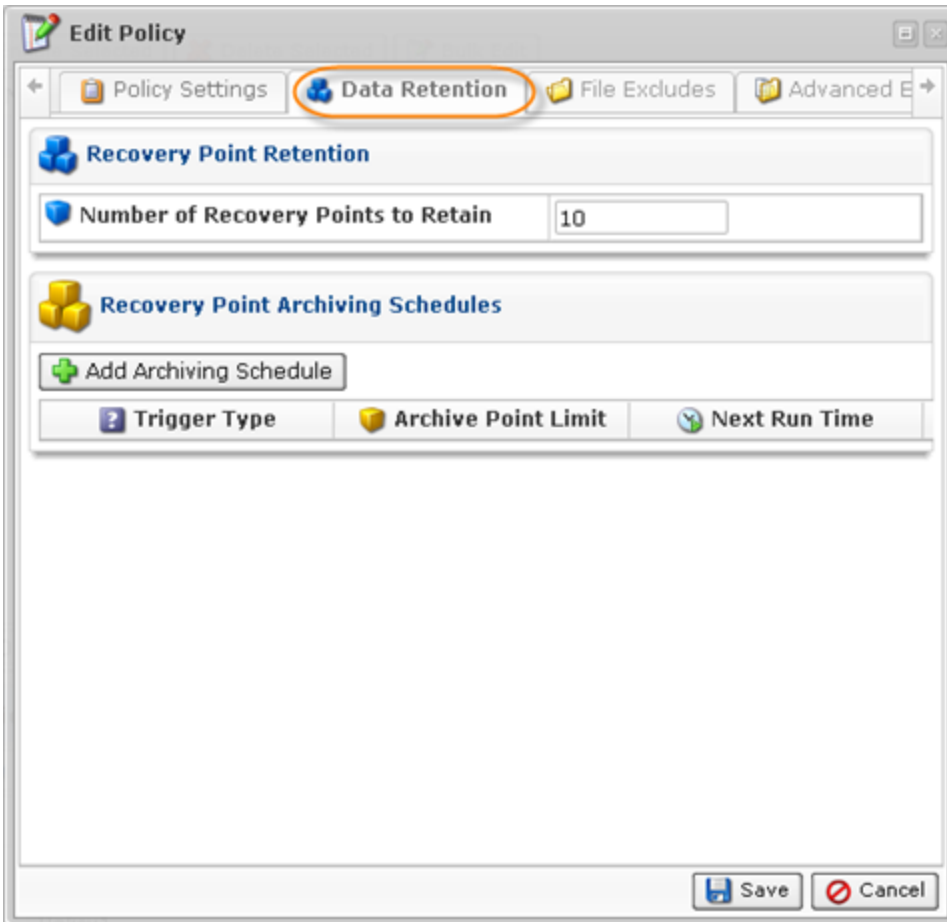 Edit Policy
Policy Settings Data Retention File Excludes Advanced E
Recovery Point Retention
Number of Recovery Points to Retain 10
Recovery Point Archiving Schedules
Add Archiving Schedule
? Trigger Type Archive Point Limit Next Run Time
Save Cancel